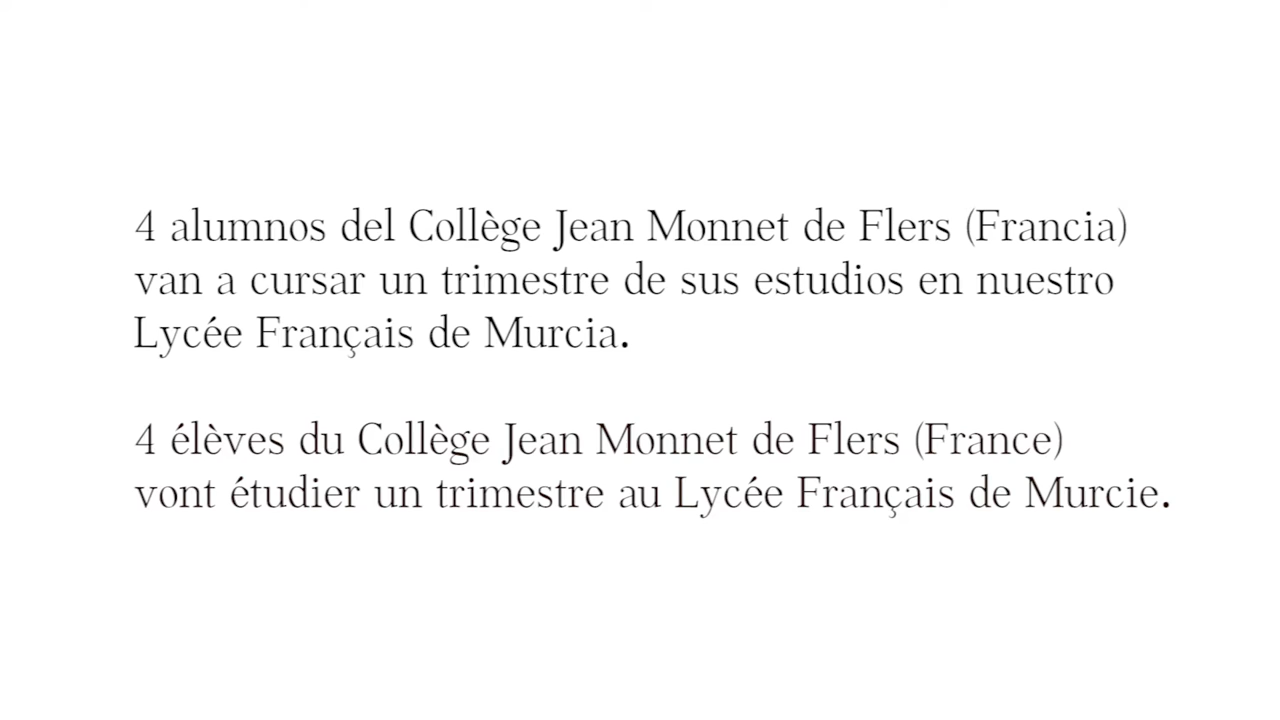 4 alumnos del Collège Jean Monnet de Flers (Francia)
van a cursar un trimestre de sus estudios en nuestro
Lycée Français de Murcia.
4 élèves du Collège Jean Monnet de Flers (France)
vont étudier un trimestre au Lycée Français de Murcie.